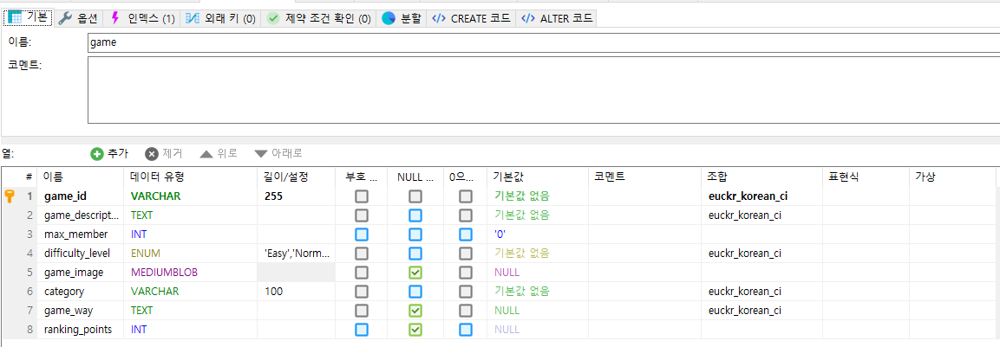 기본 옵션 인덱스 (1) 외래 키 (0) 제약 조건 확인 (0) 분할 CREATE 코드 ALTER 코드
이름: game
코멘트:
열: 추가 제거 위로 아래로
# 이름 데이터 유형 길이/설정 부호 ... NULL ... 0으... 기본값 코멘트 조합 표현식 가상
1 game_id VARCHAR 255 기본값 없음 euckr_korean_ci
2 game_descript... TEXT 기본값 없음 euckr_korean_ci
3 max_member INT '0'
4 difficulty_level ENUM 'Easy','Norm... 기본값 없음 euckr_korean_ci
5 game_image MEDIUMBLOB NULL
6 category VARCHAR 100 기본값 없음 euckr_korean_ci
7 game_way TEXT NULL euckr_korean_ci
8 ranking_points INT NULL